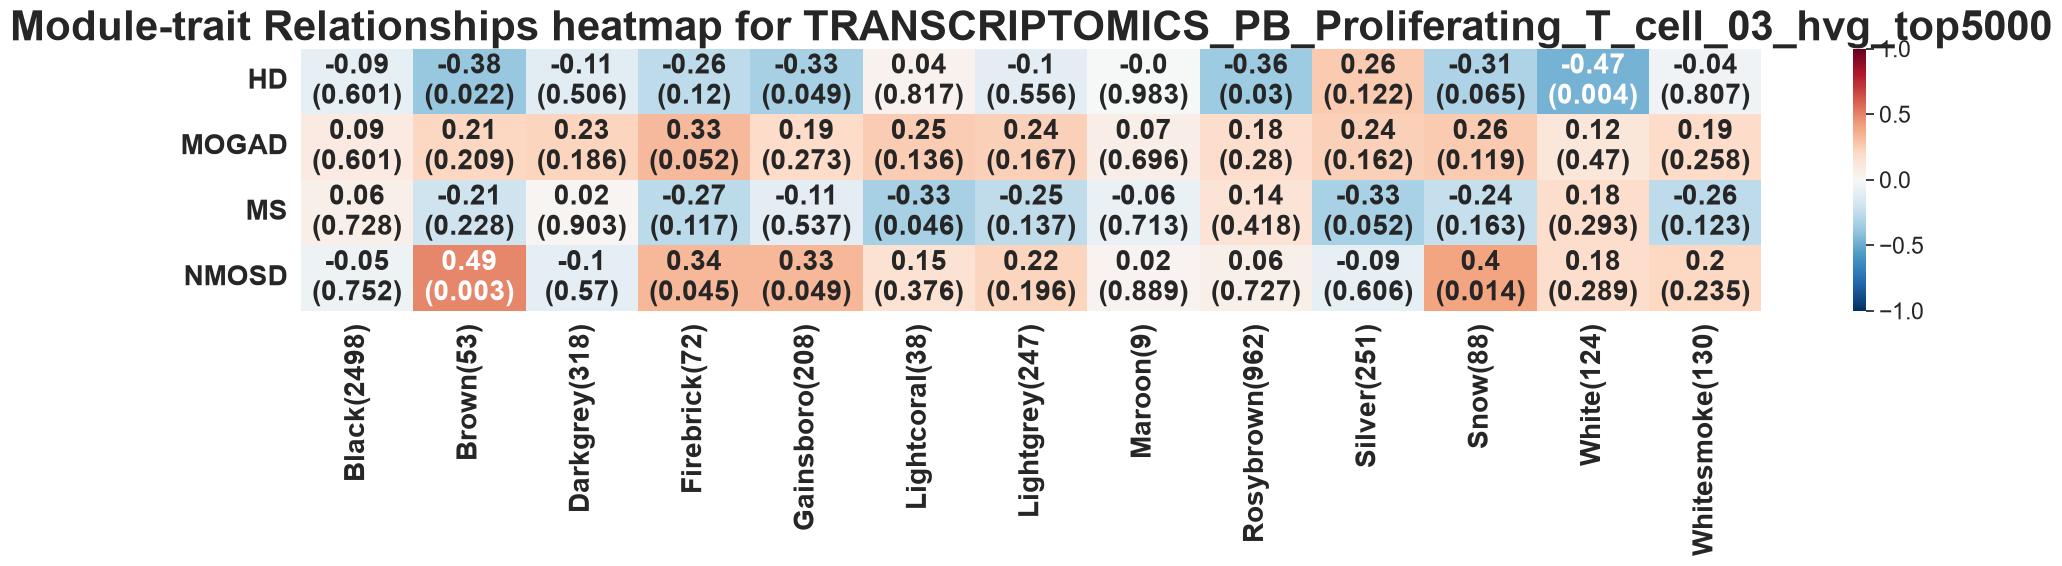 Module-trait Relationships heatmap for TRANSCRIPTOMICS_PB_Proliferating_T_cell_03_hvg_top5000
HD -0.09 -0.38 -0.11 -0.26 -0.33 0.04 -0.1 -0.0 -0.36 0.26 -0.31 -0.47 -0.04
(0.601) (0.022) (0.506) (0.12) (0.049) (0.817) (0.556) (0.983) (0.03) (0.122) (0.065) (0.004) (0.807)
MOGAD 0.09 0.21 0.23 0.33 0.19 0.25 0.24 0.07 0.18 0.24 0.26 0.12 0.19
(0.601) (0.209) (0.186) (0.052) (0.273) (0.136) (0.167) (0.696) (0.28) (0.162) (0.119) (0.47) (0.258)
MS 0.06 -0.21 0.02 -0.27 -0.11 -0.33 -0.25 -0.06 0.14 -0.33 -0.24 0.18 -0.26
(0.728) (0.228) (0.903) (0.117) (0.537) (0.046) (0.137) (0.713) (0.418) (0.052) (0.163) (0.293) (0.123)
NMOSD -0.05 0.49 -0.1 0.34 0.33 0.15 0.22 0.02 0.06 -0.09 0.4 0.18 0.2
(0.752) (0.003) (0.57) (0.045) (0.049) (0.376) (0.196) (0.889) (0.727) (0.606) (0.014) (0.289) (0.235)
Black(2498)
Brown(53)
Darkgrey(318)
Firebrick(72)
Gainsboro(208)
Lightcoral(38)
Lightgrey(247)
Maroon(9)
Rosybrown(962)
Silver(251)
Snow(88)
White(124)
Whitesmoke(130)
1.0
0.5
0.0
−0.5
−1.0